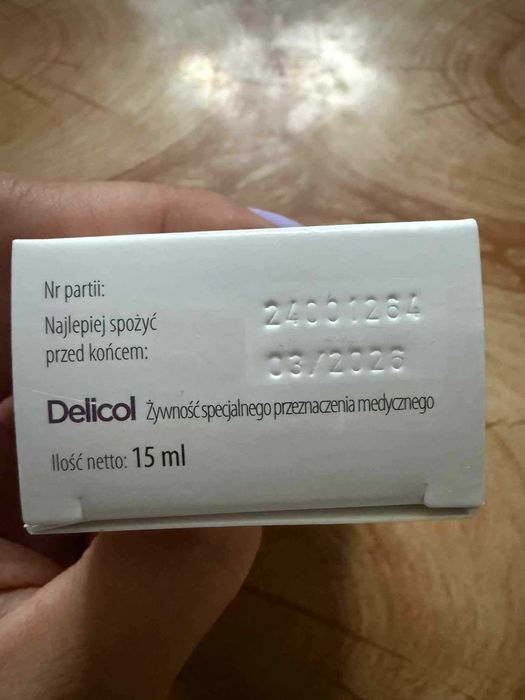 Nr partii:
24001264
Najlepiej spożyć
przed końcem:
03/2026
Delicol Żywność specjalnego przeznaczenia medycznego
Ilość netto: 15 ml